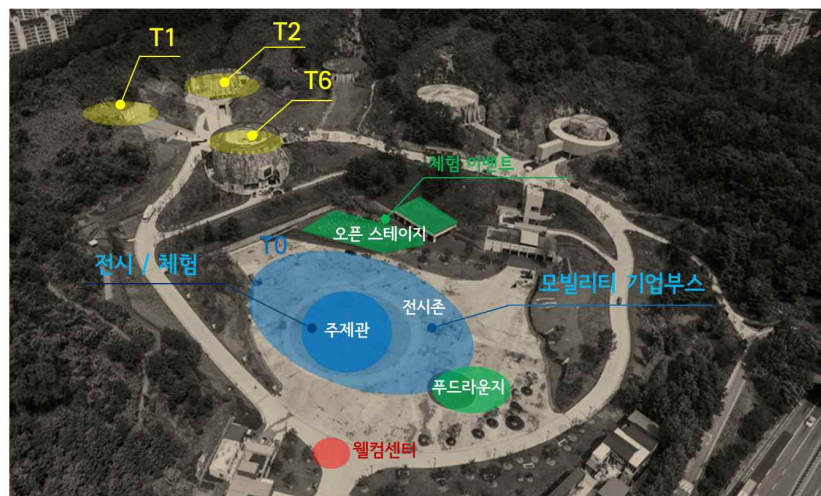 T1
T2
T6
체험 이벤트
오픈 스테이지
T0
전시 / 체험
모빌리티 기업부스
전시존
주제관
푸드라운지
웰컴센터